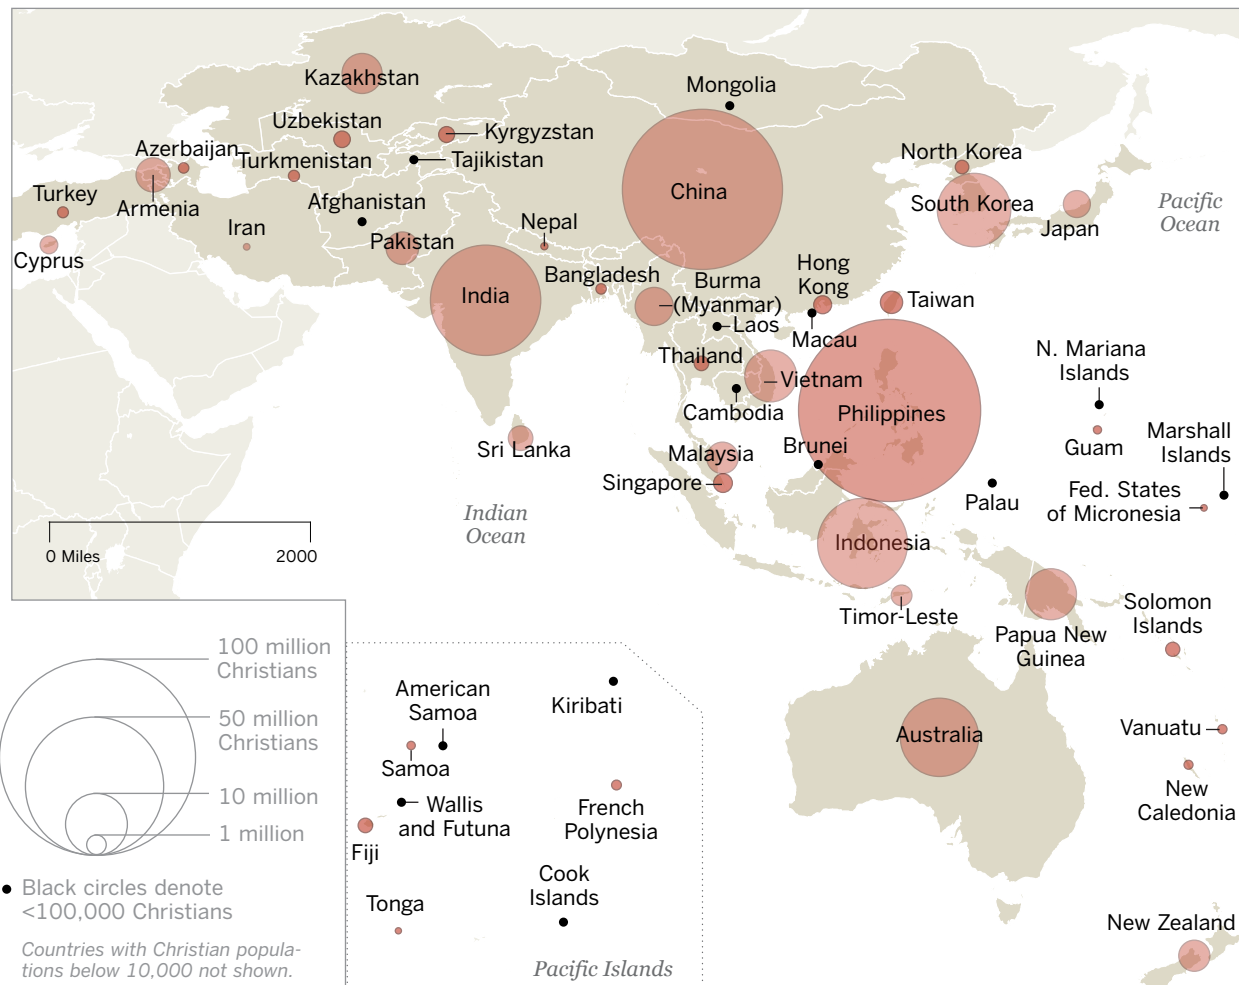 Kazakhstan
Mongolia
Uzbekistan
Kyrgyzstan
Azerbaijan
Turkmenistan
Tajikistan
North Korea
Turkey
Armenia
Afghanistan
China
South Korea
Pacific
Ocean
Iran
Pakistan
Nepal
Japan
Cyprus
Bangladesh
Burma
(Myanmar)
Hong
Kong
India
Taiwan
Laos
Macau
Thailand
N. Mariana
Islands
Vietnam
Cambodia
Philippines
Sri Lanka
Malaysia
Brunei
Guam
Marshall
Islands
Singapore
Palau
Fed. States
of Micronesia
Indian
Ocean
Indonesia
0 Miles
2000
Timor-Leste
Papua New
Guinea
Solomon
Islands
100 million
Christians
50 million
Christians
10 million
1 million
Black circles denote
<100,000 Christians
Countries with Christian popula-
tions below 10,000 not shown.
American
Samoa
Kiribati
Samoa
Wallis
and Futuna
French
Polynesia
Fiji
Cook
Islands
Tonga
Pacific Islands
Australia
Vanuatu
New
Caledonia
New Zealand